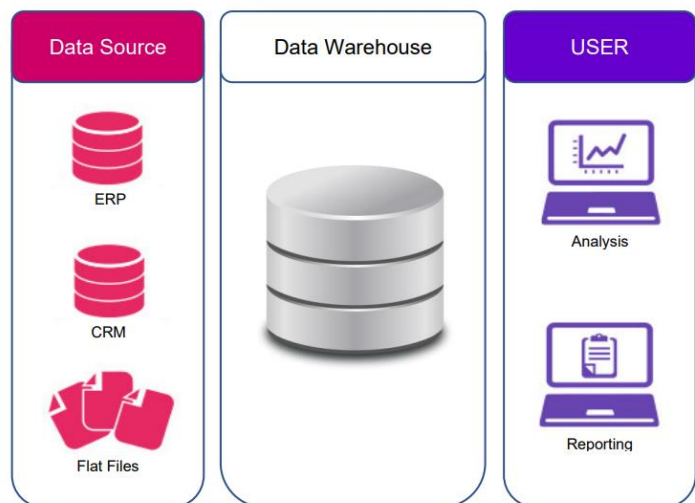 Data Source
ERP
CRM
Flat Files
Data Warehouse
USER
Analysis
Reporting